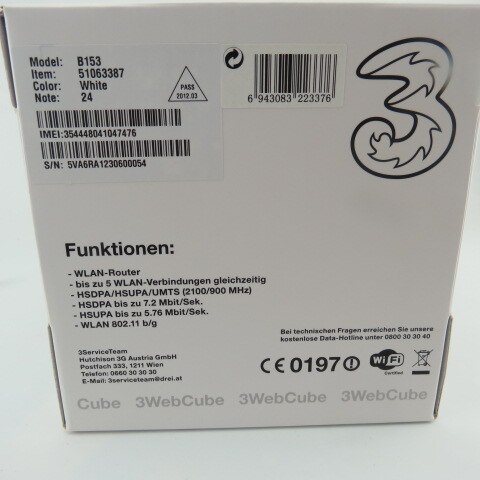 Model: B153
Item: 51063387
Color: White
Note: 24
PASS
2012.03
IMEI:354448041047476
S/N: 5VA6RA1230600054
6 943083 223376
3
Funktionen:
- WLAN-Router
- bis zu 5 WLAN-Verbindungen gleichzeitig
- HSDPA/HSUPA/UMTS (2100/900 MHz)
- HSDPA bis zu 7.2 Mbit/Sek.
- HSUPA bis zu 5.76 Mbit/Sek.
- WLAN 802.11 b/g
Bei technischen Fragen erreichen Sie unsere
kostenlose Data-Hotline unter 0800 30 30 40
3ServiceTeam
Hutchison 3G Austria GmbH
Postfach 333, 1211 Wien
Telefon: 0660 30 30 30
E-Mail: 3serviceteam@drei.at
CE 0197
Wi Fi
Certified
Cube 3WebCube 3WebCube 3WebCube